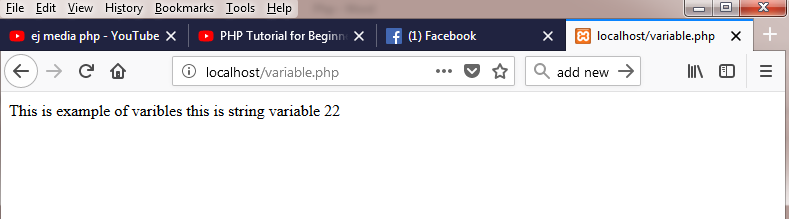 File Edit View History Bookmarks Tools Help
ej media php - YouTube PHP Tutorial for Beginne (1) Facebook localhost/variable.php
localhost/variable.php add new
This is example of varibles this is string variable 22